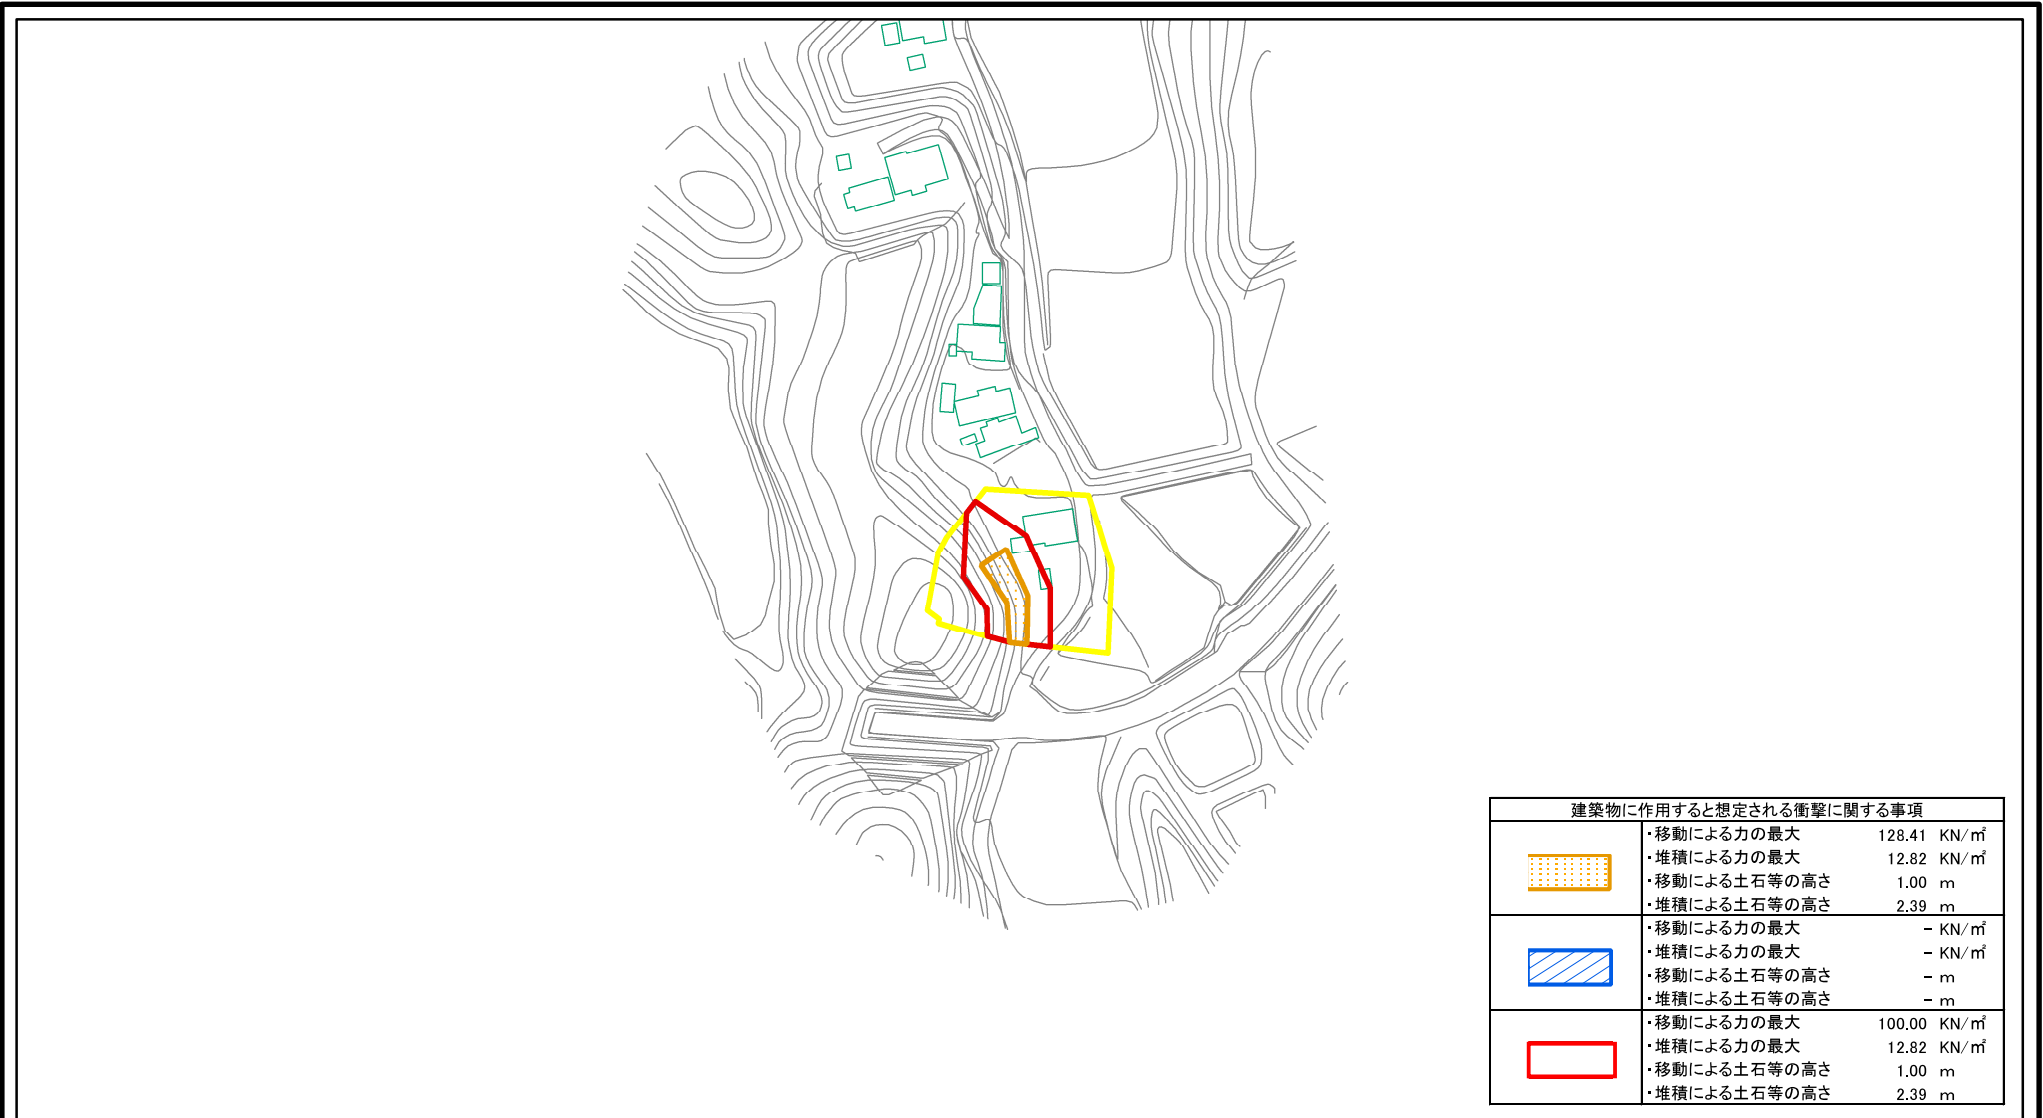 建築物に作用すると想定される衝撃に関する事項
・移動による力の最大 128.41 KN/㎡
・堆積による力の最大 12.82 KN/㎡
・移動による土石等の高さ 1.00 m
・堆積による土石等の高さ 2.39 m
・移動による力の最大 - KN/㎡
・堆積による力の最大 - KN/㎡
・移動による土石等の高さ - m
・堆積による土石等の高さ - m
・移動による力の最大 100.00 KN/㎡
・堆積による力の最大 12.82 KN/㎡
・移動による土石等の高さ 1.00 m
・堆積による土石等の高さ 2.39 m